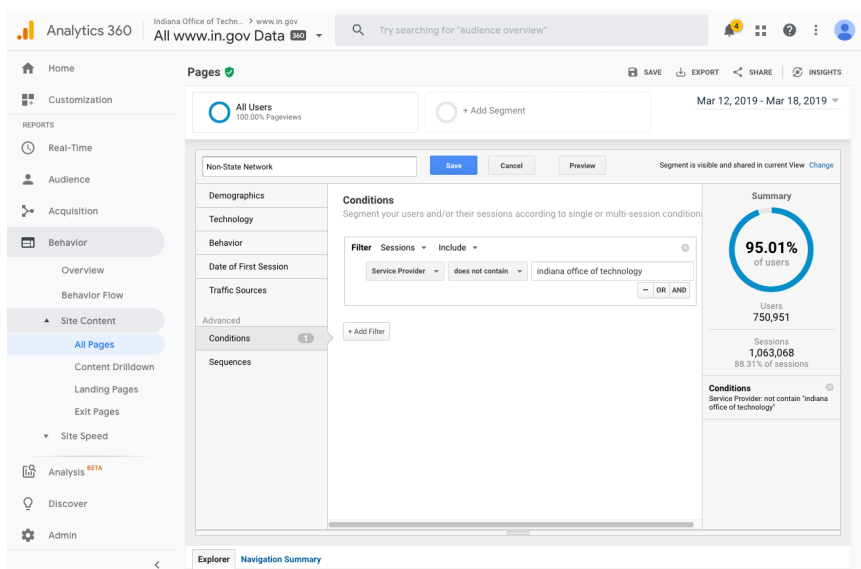 Analytics 360
Indiana Office of Techn... > www.in.gov
All www.in.gov Data 360
Try searching for "audience overview"
4
Home
Customization
REPORTS
Real-Time
Audience
Acquisition
Behavior
Overview
Behavior Flow
Site Content
All Pages
Content Drilldown
Landing Pages
Exit Pages
Site Speed
Analysis BETA
Discover
Admin
Pages
SAVE
EXPORT
SHARE
INSIGHTS
All Users
100.00% Pageviews
+ Add Segment
Mar 12, 2019 - Mar 18, 2019
Non-State Network
Save
Cancel
Preview
Segment is visible and shared in current View Change
Demographics
Technology
Behavior
Date of First Session
Traffic Sources
Advanced
Conditions 1
Sequences
Conditions
Segment your users and/or their sessions according to single or multi-session condition
Filter Sessions Include
Service Provider does not contain indiana office of technology
– OR AND
+ Add Filter
Summary
95.01%
of users
Users
750,951
Sessions
1,063,068
88.31% of sessions
Conditions
Service Provider: not contain "indiana
office of technology"
Explorer Navigation Summary